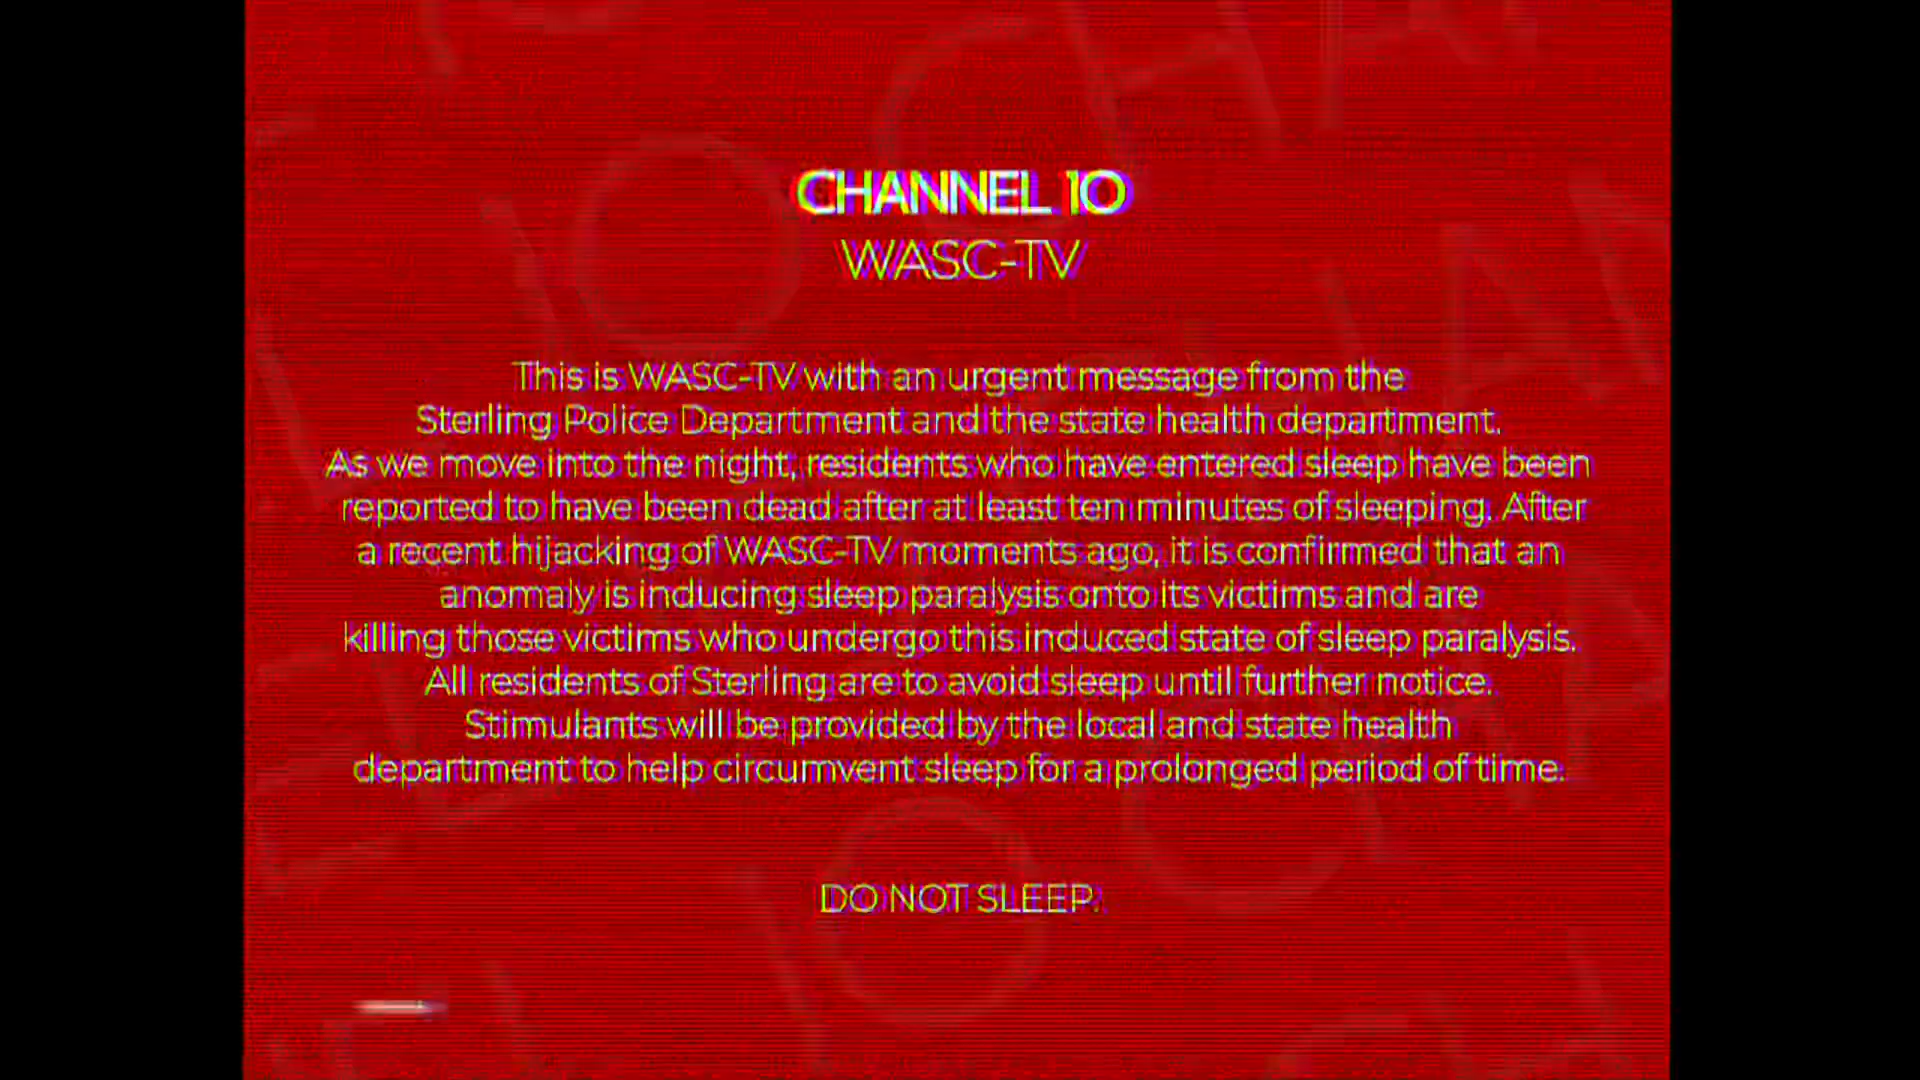 CHANNEL 10
WASC-TV
This is WASC-TV with an urgent message from the
Sterling Police Department and the state health department.
As we move into the night, residents who have entered sleep have been
reported to have been dead after at least ten minutes of sleeping. After
a recent hijacking of WASC-TV moments ago, it is confirmed that an
anomaly is inducing sleep paralysis onto its victims and are
killing those victims who undergo this induced state of sleep paralysis.
All residents of Sterling are to avoid sleep until further notice.
Stimulants will be provided by the local and state health
department to help circumvent sleep for a prolonged period of time.
DO NOT SLEEP.